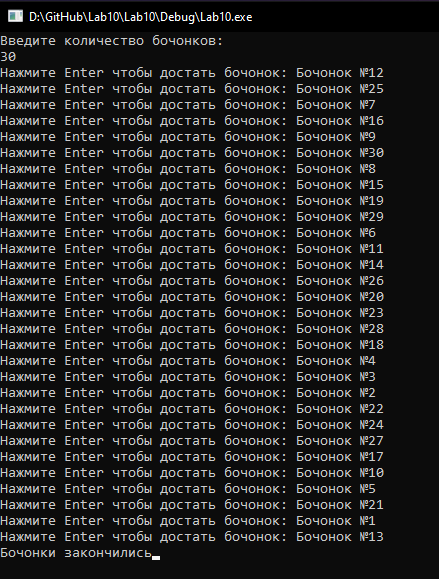 D:\GitHub\Lab10\Lab10\Debug\Lab10.exe
Введите количество бочонков:
30
Нажмите Enter чтобы достать бочонок: Бочонок №12
Нажмите Enter чтобы достать бочонок: Бочонок №25
Нажмите Enter чтобы достать бочонок: Бочонок №7
Нажмите Enter чтобы достать бочонок: Бочонок №16
Нажмите Enter чтобы достать бочонок: Бочонок №9
Нажмите Enter чтобы достать бочонок: Бочонок №30
Нажмите Enter чтобы достать бочонок: Бочонок №8
Нажмите Enter чтобы достать бочонок: Бочонок №15
Нажмите Enter чтобы достать бочонок: Бочонок №19
Нажмите Enter чтобы достать бочонок: Бочонок №29
Нажмите Enter чтобы достать бочонок: Бочонок №6
Нажмите Enter чтобы достать бочонок: Бочонок №11
Нажмите Enter чтобы достать бочонок: Бочонок №14
Нажмите Enter чтобы достать бочонок: Бочонок №26
Нажмите Enter чтобы достать бочонок: Бочонок №20
Нажмите Enter чтобы достать бочонок: Бочонок №23
Нажмите Enter чтобы достать бочонок: Бочонок №28
Нажмите Enter чтобы достать бочонок: Бочонок №18
Нажмите Enter чтобы достать бочонок: Бочонок №4
Нажмите Enter чтобы достать бочонок: Бочонок №3
Нажмите Enter чтобы достать бочонок: Бочонок №2
Нажмите Enter чтобы достать бочонок: Бочонок №22
Нажмите Enter чтобы достать бочонок: Бочонок №24
Нажмите Enter чтобы достать бочонок: Бочонок №27
Нажмите Enter чтобы достать бочонок: Бочонок №17
Нажмите Enter чтобы достать бочонок: Бочонок №10
Нажмите Enter чтобы достать бочонок: Бочонок №5
Нажмите Enter чтобы достать бочонок: Бочонок №21
Нажмите Enter чтобы достать бочонок: Бочонок №1
Нажмите Enter чтобы достать бочонок: Бочонок №13
Бочонки закончились